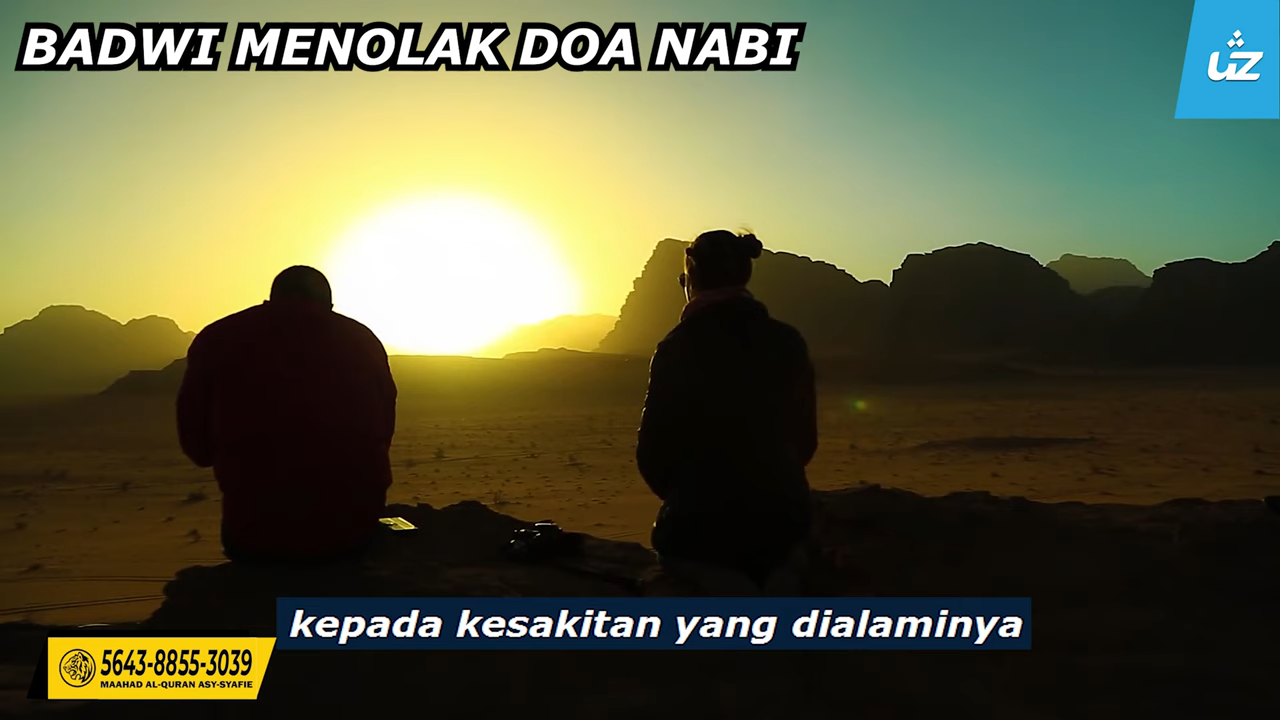 BADWI MENOLAK DOA NABI
uz
kepada kesakitan yang dialaminya
5643-8855-3039
MAAHAD AL-QURAN ASY-SYAFIE